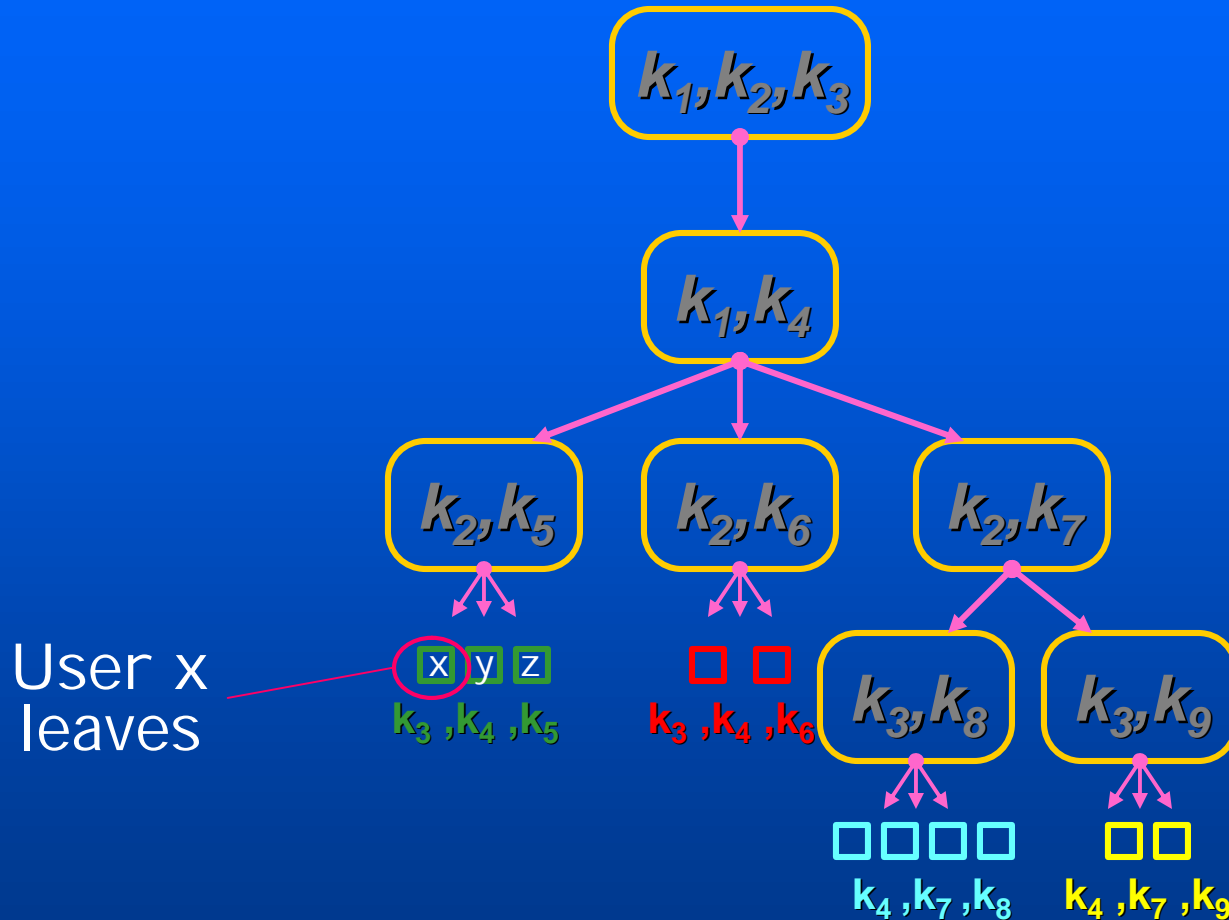 k₁,k₂,k₃
k₁,k₄
k₂,k₅
k₂,k₆
k₂,k₇
User x
leaves
x y z
k₃ ,k₄ ,k₅
k₃ ,k₄ ,k₆
k₃,k₈
k₃,k₉
k₄ ,k₇ ,k₈
k₄ ,k₇ ,k₉